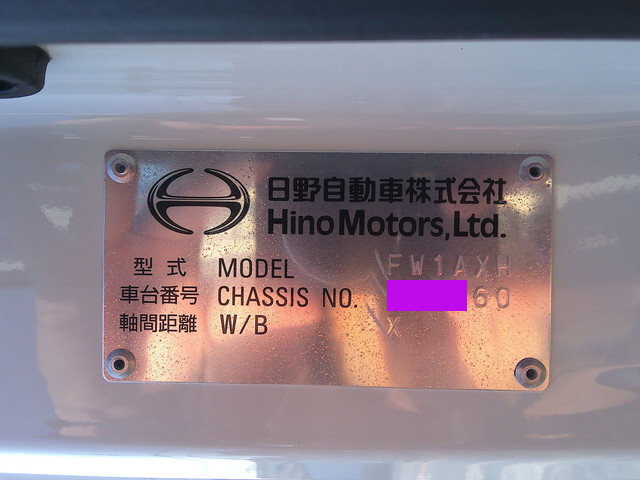 日野自動車株式会社
Hino Motors, Ltd.
型式 MODEL FW1AXH
車台番号 CHASSIS NO. 60
軸間距離 W/B X